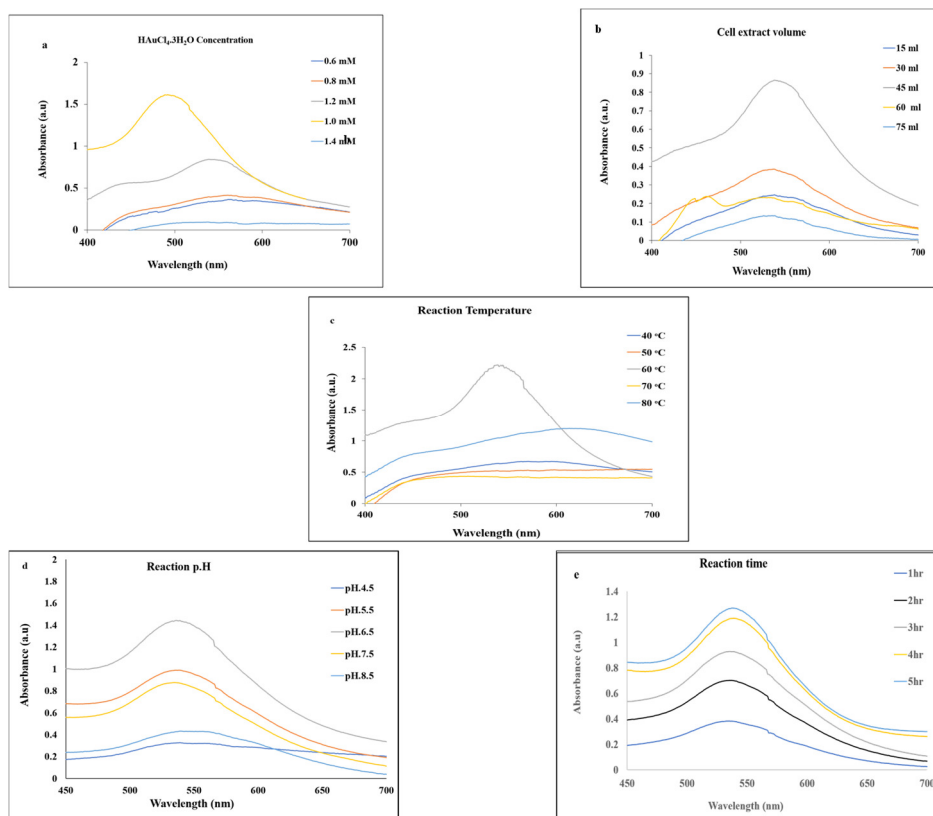 a
HAuCl₄.3H₂O Concentration
0.6 mM
0.8 mM
1.2 mM
1.0 mM
b
1.4 mM
Absorbance (a.u)
2
1.5
1
0.5
0
400 500 600 700
Wavelength (nm)
b
Cell extract volume
15 ml
30 ml
45 ml
60 ml
75 ml
Absorbance (a.u.)
1
0.9
0.8
0.7
0.6
0.5
0.4
0.3
0.2
0.1
0
400 500 600 700
Wavelength (nm)
Reaction Temperature
c
40 °C
50 °C
60 °C
70 °C
80 °C
Absorbance (a.u.)
2.5
2
1.5
1
0.5
0
400 500 600 700
Wavelength (nm)
d
Reaction p.H
pH.4.5
pH.5.5
pH.6.5
pH.7.5
pH.8.5
Absorbance (a.u)
2
1.8
1.6
1.4
1.2
1
0.8
0.6
0.4
0.2
0
450 500 550 600 650 700
Wavelength (nm)
e
Reaction time
1hr
2hr
3hr
4hr
5hr
Absorbance (a.u)
1.4
1.2
1
0.8
0.6
0.4
0.2
0
450 500 550 600 650 700
Wavelength (nm)